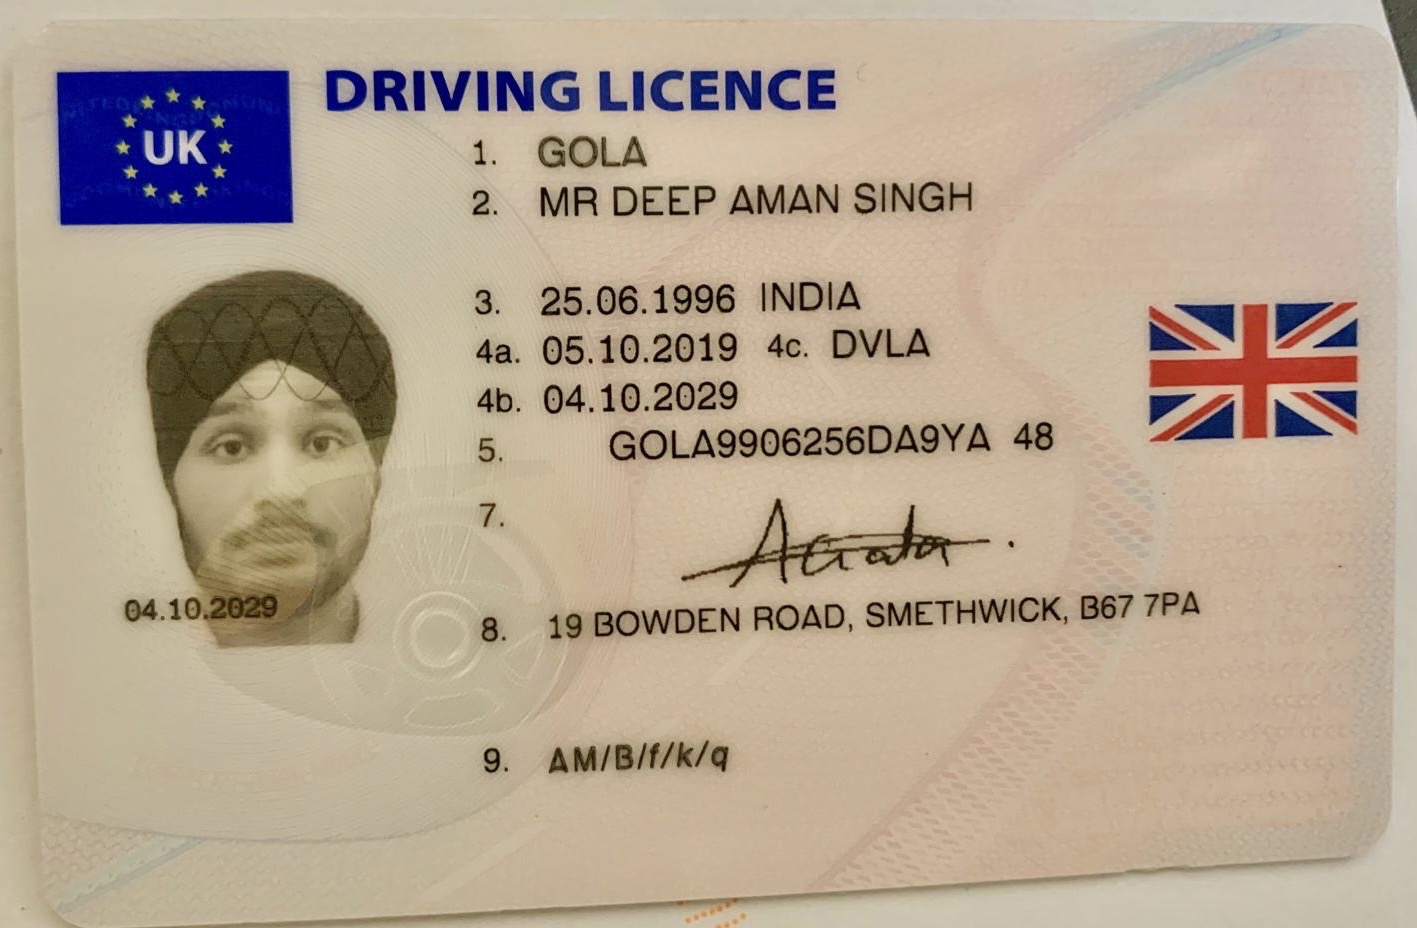 UK
DRIVING LICENCE
1. GOLA
2. MR DEEP AMAN SINGH
3. 25.06.1996 INDIA
4a. 05.10.2019 4c. DVLA
4b. 04.10.2029
5. GOLA9906256DA9YA 48
7.
04.10.2029
8. 19 BOWDEN ROAD, SMETHWICK, B67 7PA
9. AM/B/f/k/q